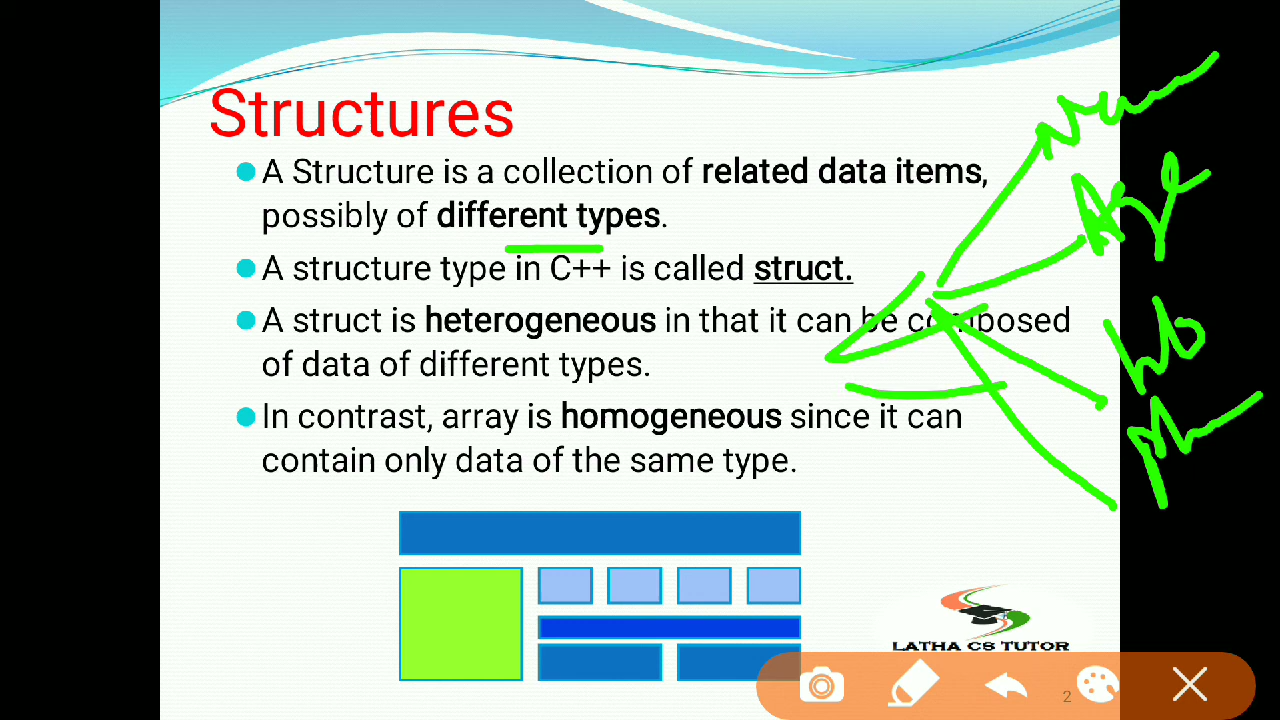 Structures
A Structure is a collection of related data items,
possibly of different types.
A structure type in C++ is called struct.
A struct is heterogeneous in that it can be composed
of data of different types.
In contrast, array is homogeneous since it can
contain only data of the same type.
Age
LATHA CS TUTOR
2